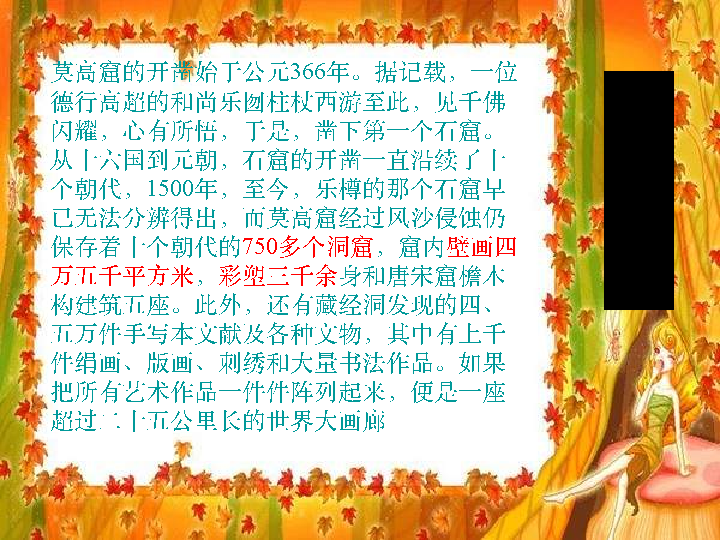 莫高窟的开凿始于公元366年。据记载，一位
德行高超的和尚乐囫柱杖西游至此，见千佛
闪耀，心有所悟，于是，凿下第一个石窟。
从十六国到元朝，石窟的开凿一直沿续了十
个朝代，1500年，至今，乐樽的那个石窟早
已无法分辨得出，而莫高窟经过风沙侵蚀仍
保存着十个朝代的750多个洞窟，窟内壁画四
万五千平方米，彩塑三千余身和唐宋窟檐木
构建筑五座。此外，还有藏经洞发现的四、
五万件手写本文献及各种文物，其中有上千
件绢画、版画、刺绣和大量书法作品。如果
把所有艺术作品一件件阵列起来，便是一座
超过二十五公里长的世界大画廊